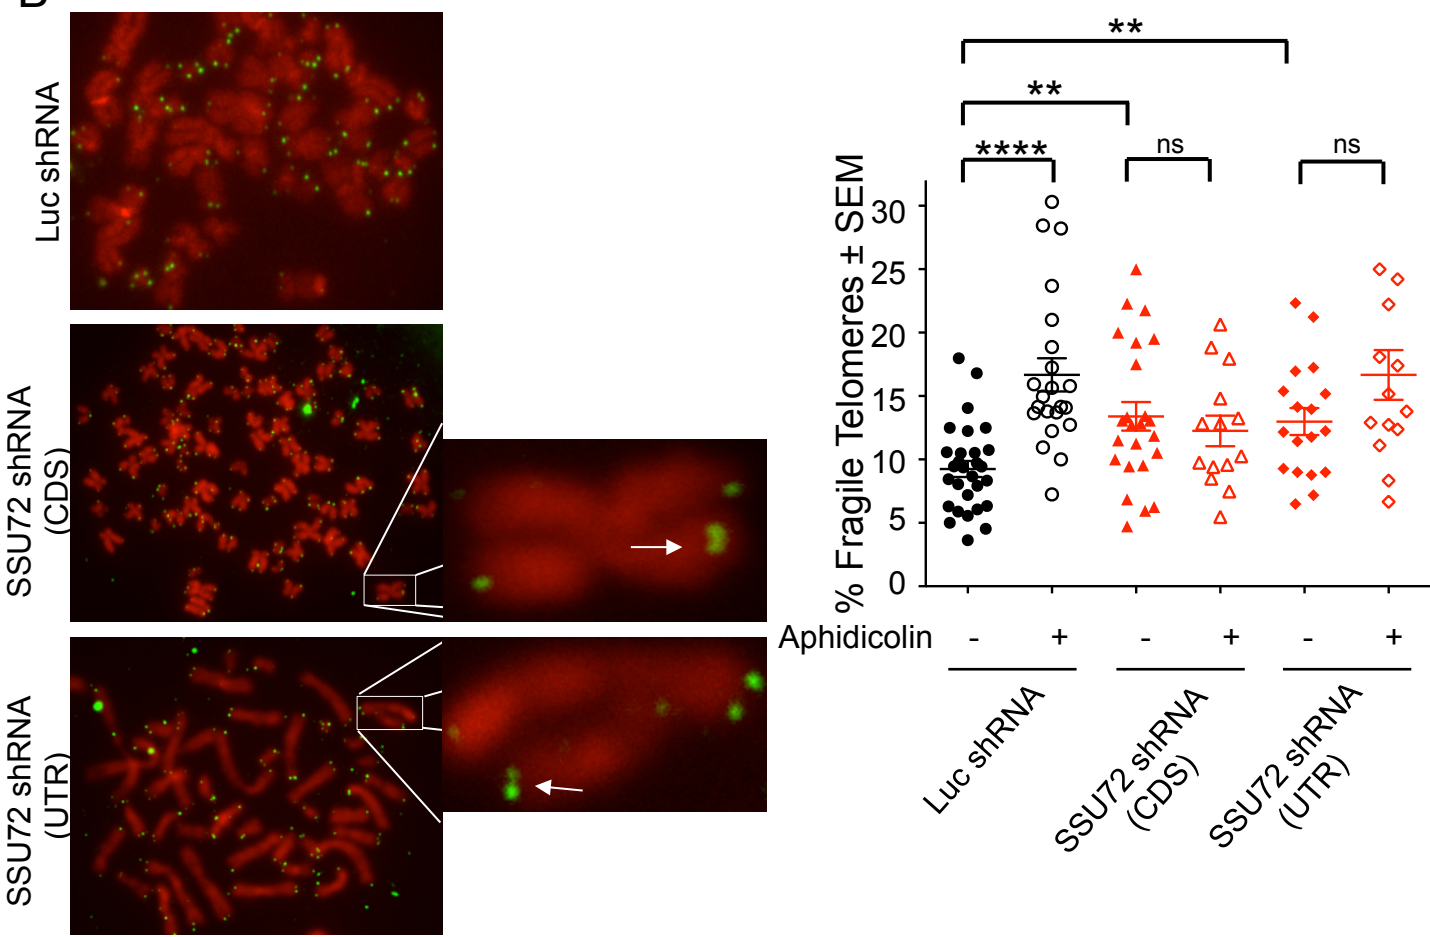 B
Luc shRNA
SSU72 shRNA
(CDS)
SSU72 shRNA
(UTR)
**
**
****
ns
ns
% Fragile Telomeres ± SEM
30
25
20
15
10
5
0
Aphidicolin - + - + - +
Luc shRNA
SSU72 shRNA
(CDS)
SSU72 shRNA
(UTR)